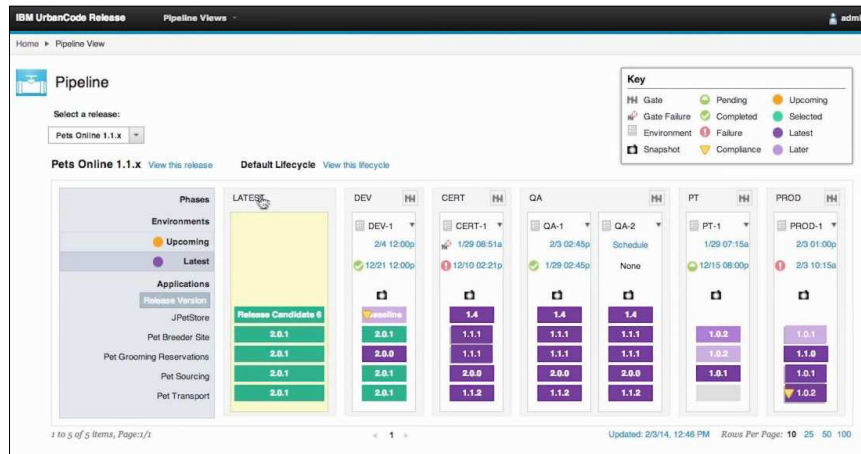 IBM UrbanCode Release Pipeline Views admi
Home Pipeline View
Pipeline
Select a release:
Pets Online 1.1.x
Pets Online 1.1.x View this release Default Lifecycle View this lifecycle
Key
Gate Pending Upcoming
Gate Failure Completed Selected
Environment Failure Latest
Snapshot Compliance Later
Phases LATEST DEV CERT QA PT PROD
Environments DEV-1 CERT-1 QA-1 QA-2 PT-1 PROD-1
Upcoming 2/4 12:00p 1/29 08:51a 2/3 02:45p Schedule 1/29 07:15a 2/3 01:00p
Latest 12/21 12:00p 12/10 02:21p 1/29 02:45p None 12/15 08:00p 2/3 10:15a
Applications
Release Version
JPetStore Release Candidate 6 Baseline 1.4 1.4 1.4
Pet Breeder Site 2.0.1 2.0.1 1.1.1 1.1.1 1.1.1 1.0.2 1.0.1
Pet Grooming Reservations 2.0.1 2.0.0 1.1.1 1.1.1 1.1.1 1.0.2 1.1.0
Pet Sourcing 2.0.1 2.0.1 2.0.0 2.0.0 2.0.0 1.0.1 1.0.1
Pet Transport 2.0.1 2.0.1 1.1.2 1.1.2 1.1.2 1.0.2
1 to 5 of 5 items, Page:1/1 1 Updated: 2/3/14, 12:46 PM Rows Per Page: 10 25 50 100